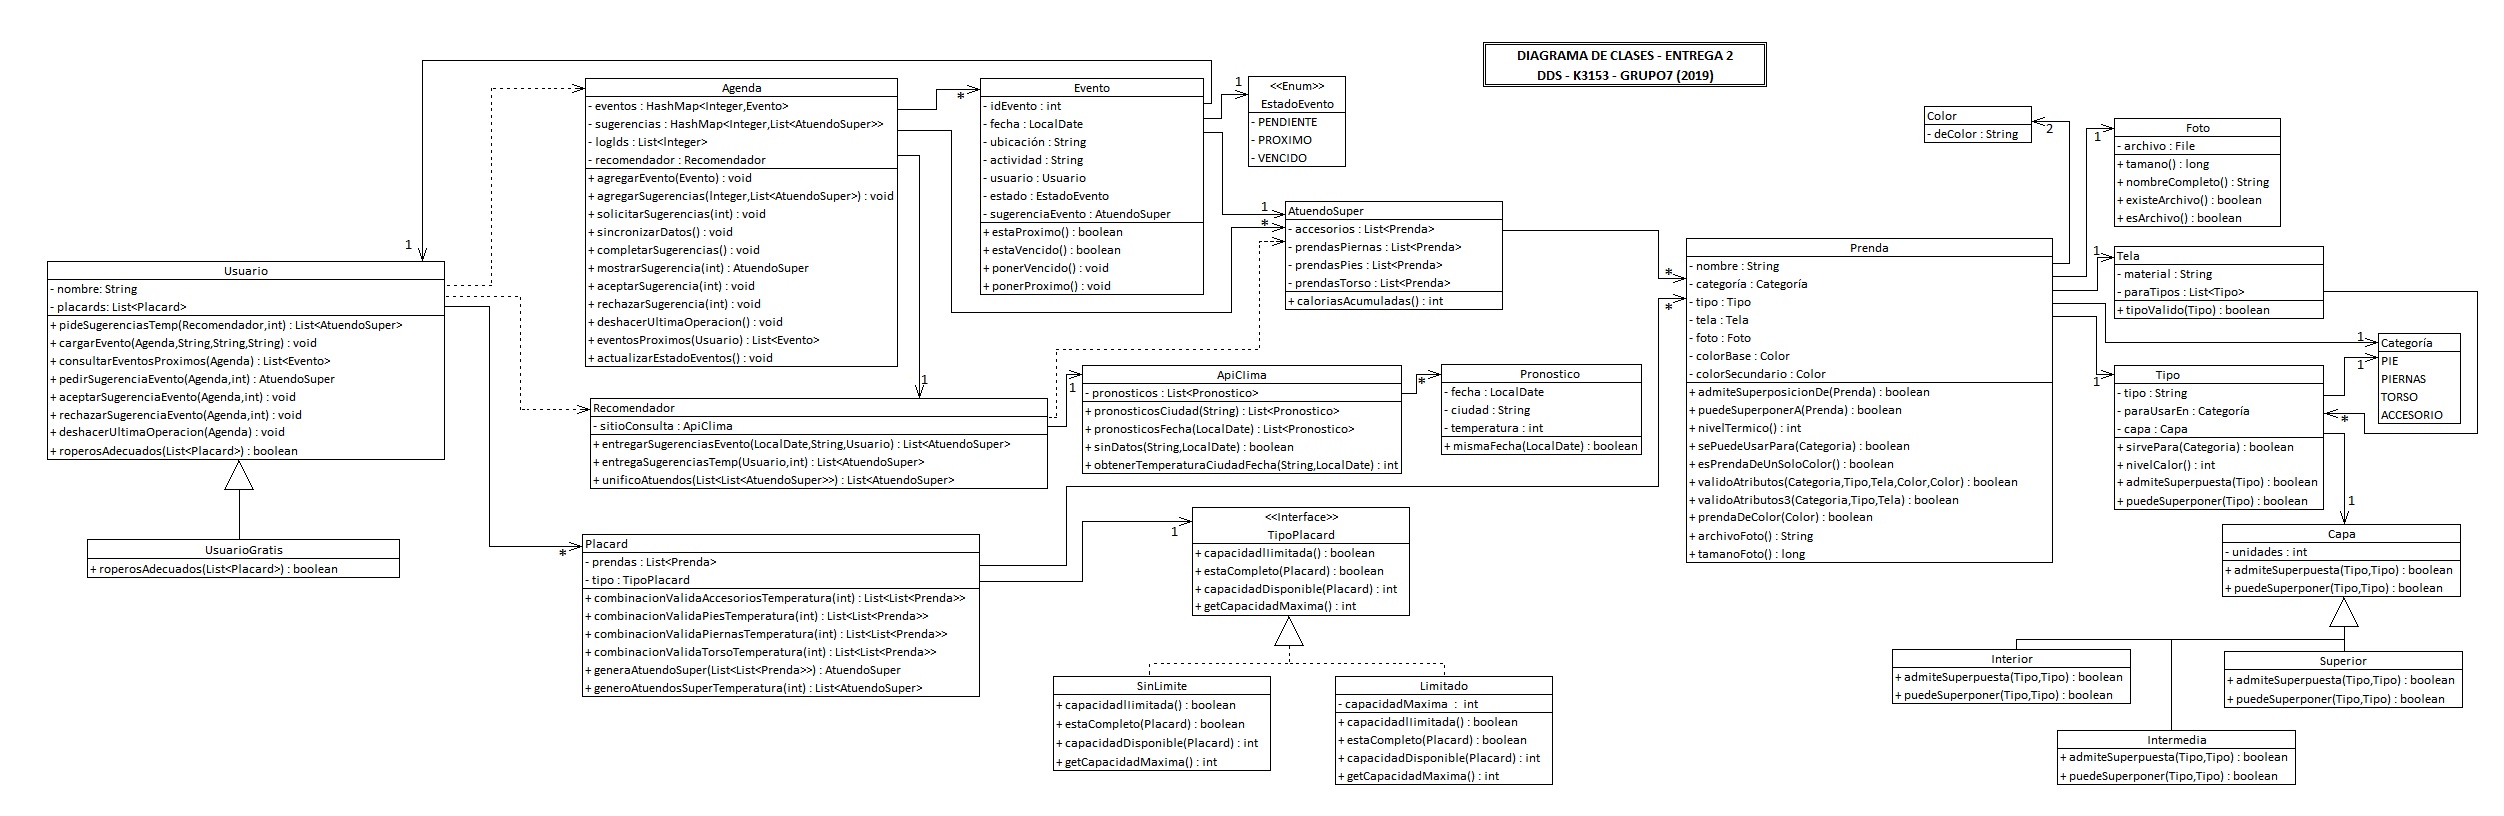 DIAGRAMA DE CLASES - ENTREGA 2
DDS - K3153 - GRUPO7 (2019)
Agenda
- eventos : HashMap<Integer,Evento>
- sugerencias : HashMap<Integer,List<AtuendoSuper>>
- logIds : List<Integer>
- recomendador : Recomendador
+ agregarEvento(Evento) : void
+ agregarSugerencias(Integer,List<AtuendoSuper>) : void
+ solicitarSugerencias(int) : void
+ sincronizarDatos() : void
+ completarSugerencias() : void
+ mostrarSugerencia(int) : AtuendoSuper
+ aceptarSugerencia(int) : void
+ rechazarSugerencia(int) : void
+ deshacerUltimaOperacion() : void
+ eventosProximos(Usuario) : List<Evento>
+ actualizarEstadoEventos() : void
*
Evento
- idEvento : int
- fecha : LocalDate
- ubicación : String
- actividad : String
- usuario : Usuario
- estado : EstadoEvento
- sugerenciaEvento : AtuendoSuper
+ estaProximo() : boolean
+ estaVencido() : boolean
+ ponerVencido() : void
+ ponerProximo() : void
1
<<Enum>>
EstadoEvento
- PENDIENTE
- PROXIMO
- VENCIDO
1
*
AtuendoSuper
- accesorios : List<Prenda>
- prendasPiernas : List<Prenda>
- prendasPies : List<Prenda>
- prendasTorso : List<Prenda>
+ caloriasAcumuladas() : int
1
Usuario
- nombre: String
- placards: List<Placard>
+ pideSugerenciasTemp(Recomendador,int) : List<AtuendoSuper>
+ cargarEvento(Agenda,String,String,String) : void
+ consultarEventosProximos(Agenda) : List<Evento>
+ pedirSugerenciaEvento(Agenda,int) : AtuendoSuper
+ aceptarSugerenciaEvento(Agenda,int) : void
+ rechazarSugerenciaEvento(Agenda,int) : void
+ deshacerUltimaOperacion(Agenda) : void
+ roperosAdecuados(List<Placard>) : boolean
UsuarioGratis
+ roperosAdecuados(List<Placard>) : boolean
1
Recomendador
- sitioConsulta : ApiClima
+ entregarSugerenciasEvento(LocalDate,String,Usuario) : List<AtuendoSuper>
+ entregaSugerenciasTemp(Usuario,int) : List<AtuendoSuper>
+ unificoAtuendos(List<List<AtuendoSuper>>) : List<AtuendoSuper>
1
ApiClima
- pronosticos : List<Pronostico>
+ pronosticosCiudad(String) : List<Pronostico>
+ pronosticosFecha(LocalDate) : List<Pronostico>
+ sinDatos(String,LocalDate) : boolean
+ obtenerTemperaturaCiudadFecha(String,LocalDate) : int
*
Pronostico
- fecha : LocalDate
- ciudad : String
- temperatura : int
+ mismaFecha(LocalDate) : boolean
*
Placard
- prendas : List<Prenda>
- tipo : TipoPlacard
+ combinacionValidaAccesoriosTemperatura(int) : List<List<Prenda>>
+ combinacionValidaPiesTemperatura(int) : List<List<Prenda>>
+ combinacionValidaPiernasTemperatura(int) : List<List<Prenda>>
+ combinacionValidaTorsoTemperatura(int) : List<List<Prenda>>
+ generaAtuendoSuper(List<List<Prenda>>) : AtuendoSuper
+ generoAtuendosSuperTemperatura(int) : List<AtuendoSuper>
1
<<Interface>>
TipoPlacard
+ capacidadIlimitada() : boolean
+ estaCompleto(Placard) : boolean
+ capacidadDisponible(Placard) : int
+ getCapacidadMaxima() : int
SinLimite
+ capacidadIlimitada() : boolean
+ estaCompleto(Placard) : boolean
+ capacidadDisponible(Placard) : int
+ getCapacidadMaxima() : int
Limitado
- capacidadMaxima : int
+ capacidadIlimitada() : boolean
+ estaCompleto(Placard) : boolean
+ capacidadDisponible(Placard) : int
+ getCapacidadMaxima() : int
*
*
Prenda
- nombre : String
- categoría : Categoría
- tipo : Tipo
- tela : Tela
- foto : Foto
- colorBase : Color
- colorSecundario : Color
+ admiteSuperposicionDe(Prenda) : boolean
+ puedeSuperponerA(Prenda) : boolean
+ nivelTermico() : int
+ sePuedeUsarPara(Categoria) : boolean
+ esPrendaDeUnSoloColor() : boolean
+ validoAtributos(Categoria,Tipo,Tela,Color,Color) : boolean
+ validoAtributos3(Categoria,Tipo,Tela) : boolean
+ prendaDeColor(Color) : boolean
+ archivoFoto() : String
+ tamanoFoto() : long
Color
- deColor : String
2
1
Foto
- archivo : File
+ tamano() : long
+ nombreCompleto() : String
+ existeArchivo() : boolean
+ esArchivo() : boolean
1
Tela
- material : String
- paraTipos : List<Tipo>
+ tipoValido(Tipo) : boolean
1
1
Categoría
PIE
PIERNAS
TORSO
ACCESORIO
1
Tipo
- tipo : String
- paraUsarEn : Categoría
- capa : Capa
+ sirvePara(Categoria) : boolean
+ nivelCalor() : int
+ admiteSuperpuesta(Tipo) : boolean
+ puedeSuperponer(Tipo) : boolean
*
1
Capa
- unidades : int
+ admiteSuperpuesta(Tipo,Tipo) : boolean
+ puedeSuperponer(Tipo,Tipo) : boolean
Interior
+ admiteSuperpuesta(Tipo,Tipo) : boolean
+ puedeSuperponer(Tipo,Tipo) : boolean
Superior
+ admiteSuperpuesta(Tipo,Tipo) : boolean
+ puedeSuperponer(Tipo,Tipo) : boolean
Intermedia
+ admiteSuperpuesta(Tipo,Tipo) : boolean
+ puedeSuperponer(Tipo,Tipo) : boolean